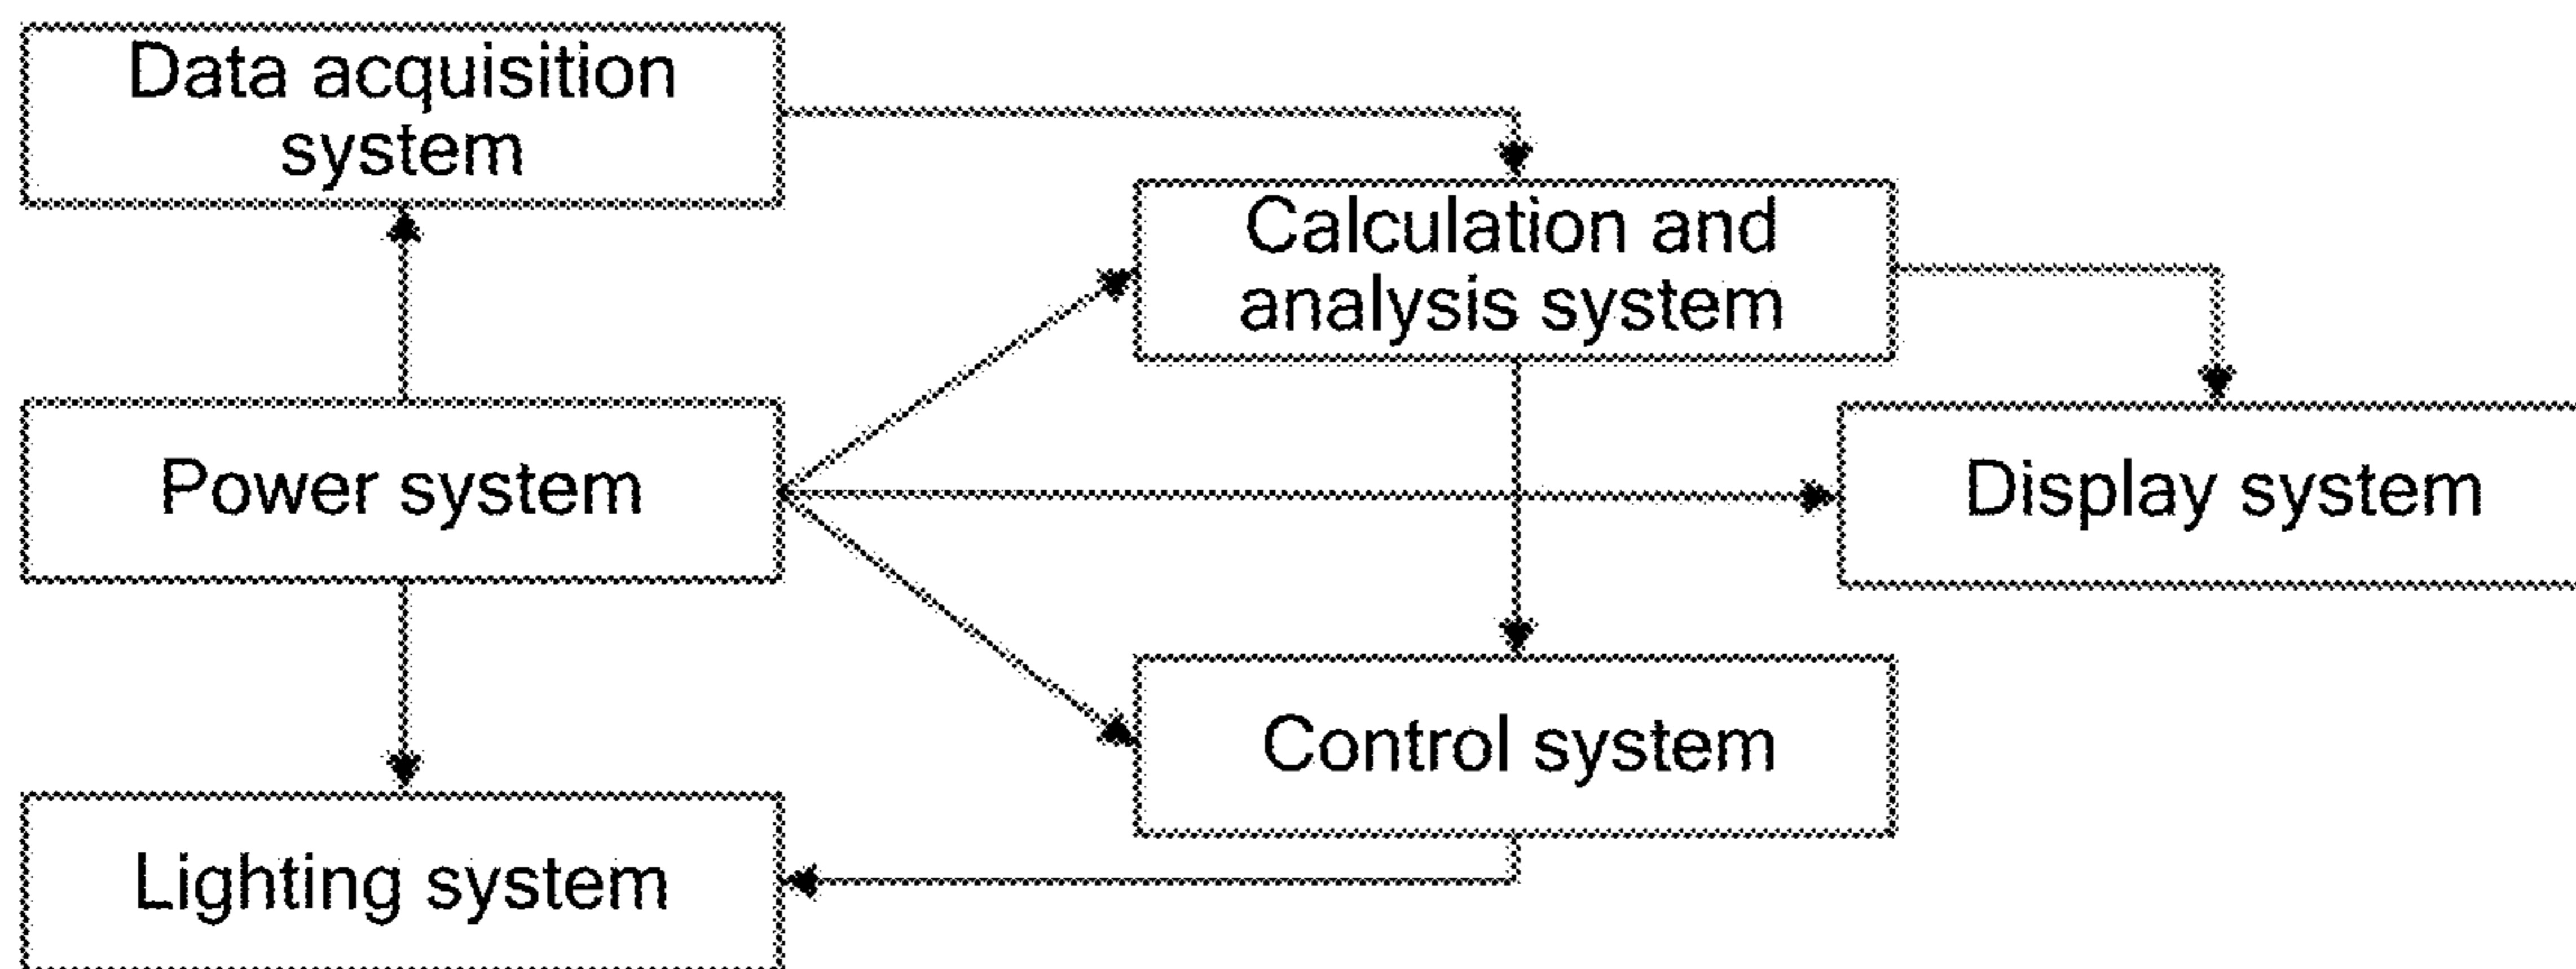 Data acquisition
system
Calculation and
analysis system
Power system
Display system
Control system
Lighting system